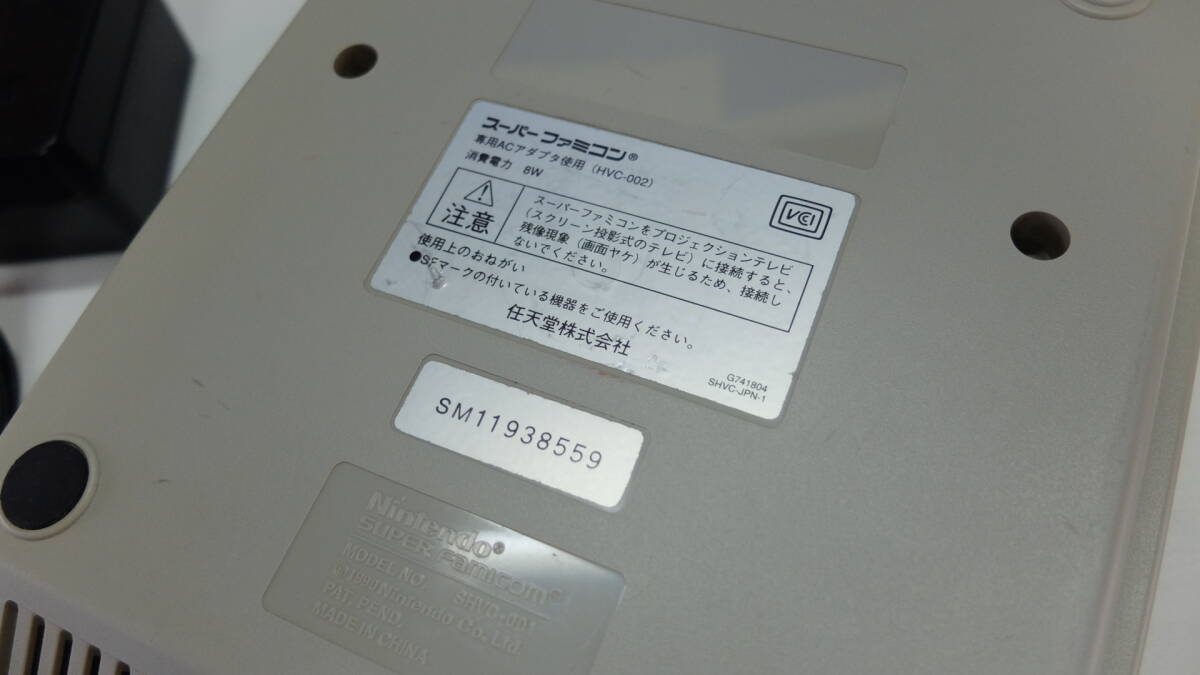 スーパーファミコン®
専用ACアダプタ使用(HVC-002)
消費電力 8W
VCI
注意
スーパーファミコンをプロジェクションテレビ
(スクリーン投影式のテレビ)に接続すると、
残像現象(画面ヤケ)が生じるため、接続し
ないでください。
使用上のおねがい
●SFマークの付いている機器をご使用ください。
任天堂株式会社
G741804
SHVC-JPN-1
SM11938559
Nintendo®
SUPER Famicom®
MODEL NO. SHVC-001
©1990 Nintendo Co., Ltd.
PAT. PEND.
MADE IN CHINA